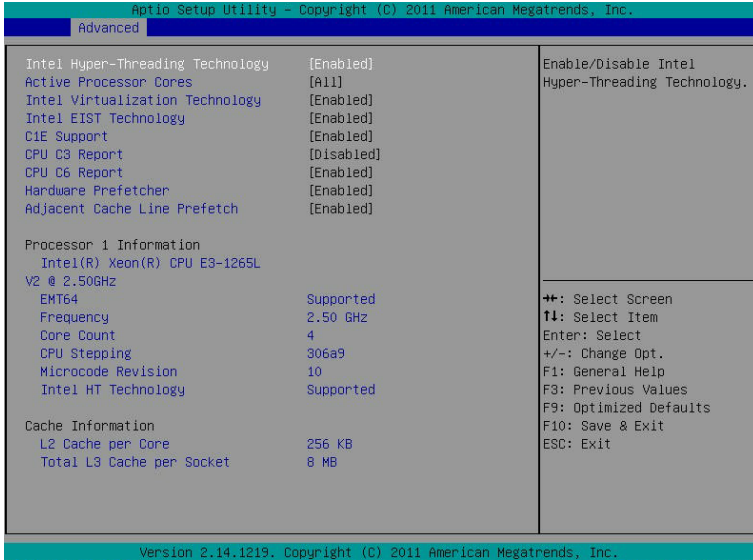 Aptio Setup Utility – Copyright (C) 2011 American Megatrends, Inc.
Advanced
Intel Hyper-Threading Technology [Enabled]
Active Processor Cores [All]
Intel Virtualization Technology [Enabled]
Intel EIST Technology [Enabled]
C1E Support [Enabled]
CPU C3 Report [Disabled]
CPU C6 Report [Enabled]
Hardware Prefetcher [Enabled]
Adjacent Cache Line Prefetch [Enabled]
Processor 1 Information
Intel(R) Xeon(R) CPU E3-1265L
V2 @ 2.50GHz
EMT64 Supported
Frequency 2.50 GHz
Core Count 4
CPU Stepping 306a9
Microcode Revision 10
Intel HT Technology Supported
Cache Information
L2 Cache per Core 256 KB
Total L3 Cache per Socket 8 MB
Enable/Disable Intel
Hyper-Threading Technology.
→←: Select Screen
↑↓: Select Item
Enter: Select
+/-: Change Opt.
F1: General Help
F3: Previous Values
F9: Optimized Defaults
F10: Save & Exit
ESC: Exit
Version 2.14.1219. Copyright (C) 2011 American Megatrends, Inc.